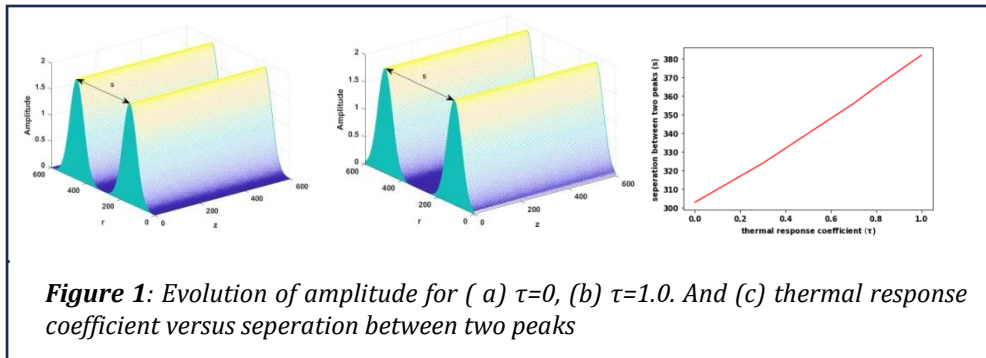 2
1.5
1
0.5
0
600
400
200
0
0
200
400
600
Amplitude
r
z
s
2
1.5
1
0.5
0
600
400
200
0
0
200
400
600
Amplitude
r
z
s
380
370
360
350
340
330
320
310
300
0.0 0.2 0.4 0.6 0.8 1.0
seperation between two peaks (s)
thermal response coefficient (τ)
Figure 1: Evolution of amplitude for ( a) τ=0, (b) τ=1.0. And (c) thermal response
coefficient versus seperation between two peaks